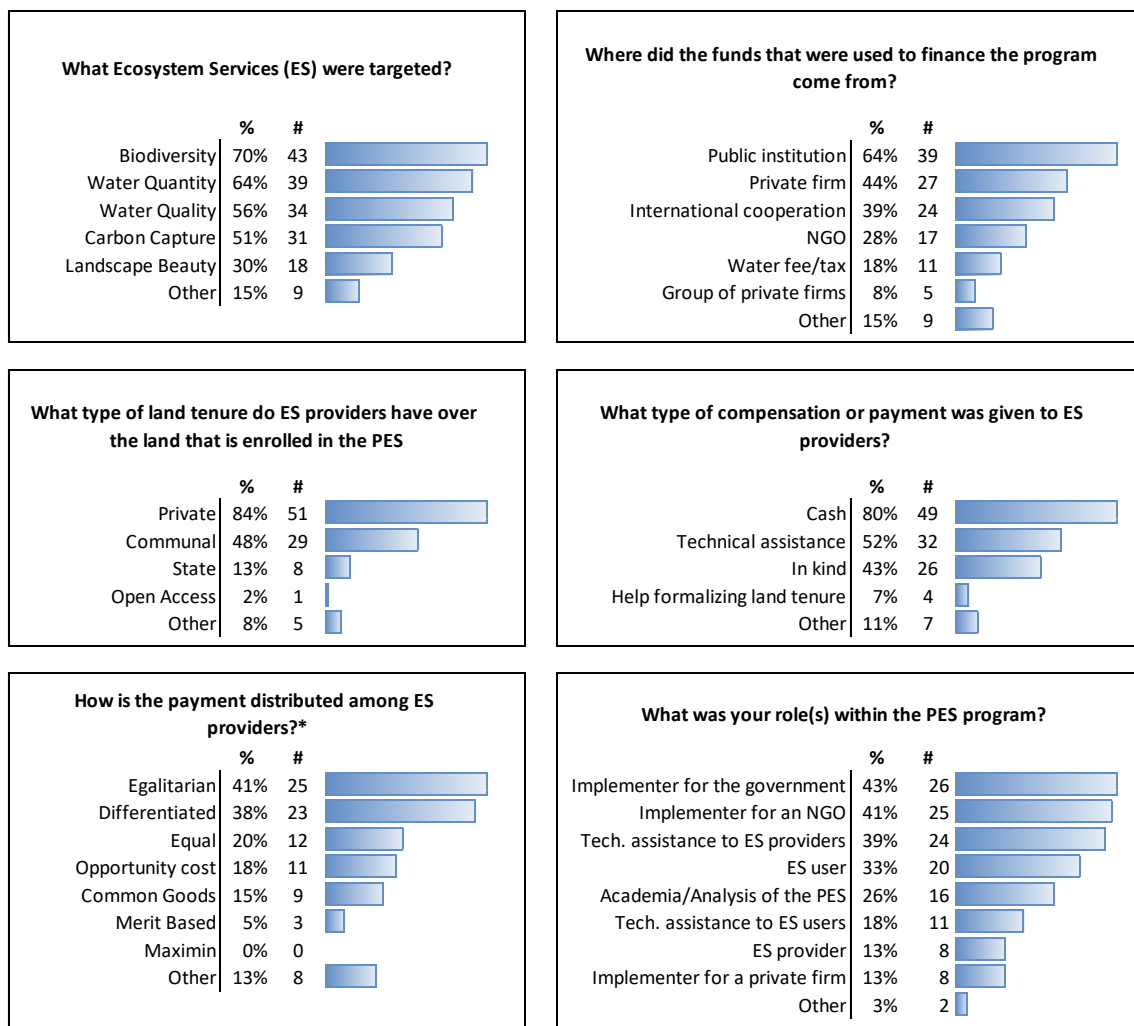 What Ecosystem Services (ES) were targeted?
% #
Biodiversity 70% 43
Water Quantity 64% 39
Water Quality 56% 34
Carbon Capture 51% 31
Landscape Beauty 30% 18
Other 15% 9
Where did the funds that were used to finance the program
come from?
% #
Public institution 64% 39
Private firm 44% 27
International cooperation 39% 24
NGO 28% 17
Water fee/tax 18% 11
Group of private firms 8% 5
Other 15% 9
What type of land tenure do ES providers have over
the land that is enrolled in the PES
% #
Private 84% 51
Communal 48% 29
State 13% 8
Open Access 2% 1
Other 8% 5
What type of compensation or payment was given to ES
providers?
% #
Cash 80% 49
Technical assistance 52% 32
In kind 43% 26
Help formalizing land tenure 7% 4
Other 11% 7
How is the payment distributed among ES
providers?*
% #
Egalitarian 41% 25
Differentiated 38% 23
Equal 20% 12
Opportunity cost 18% 11
Common Goods 15% 9
Merit Based 5% 3
Maximin 0% 0
Other 13% 8
What was your role(s) within the PES program?
% #
Implementer for the government 43% 26
Implementer for an NGO 41% 25
Tech. assistance to ES providers 39% 24
ES user 33% 20
Academia/Analysis of the PES 26% 16
Tech. assistance to ES users 18% 11
ES provider 13% 8
Implementer for a private firm 13% 8
Other 3% 2